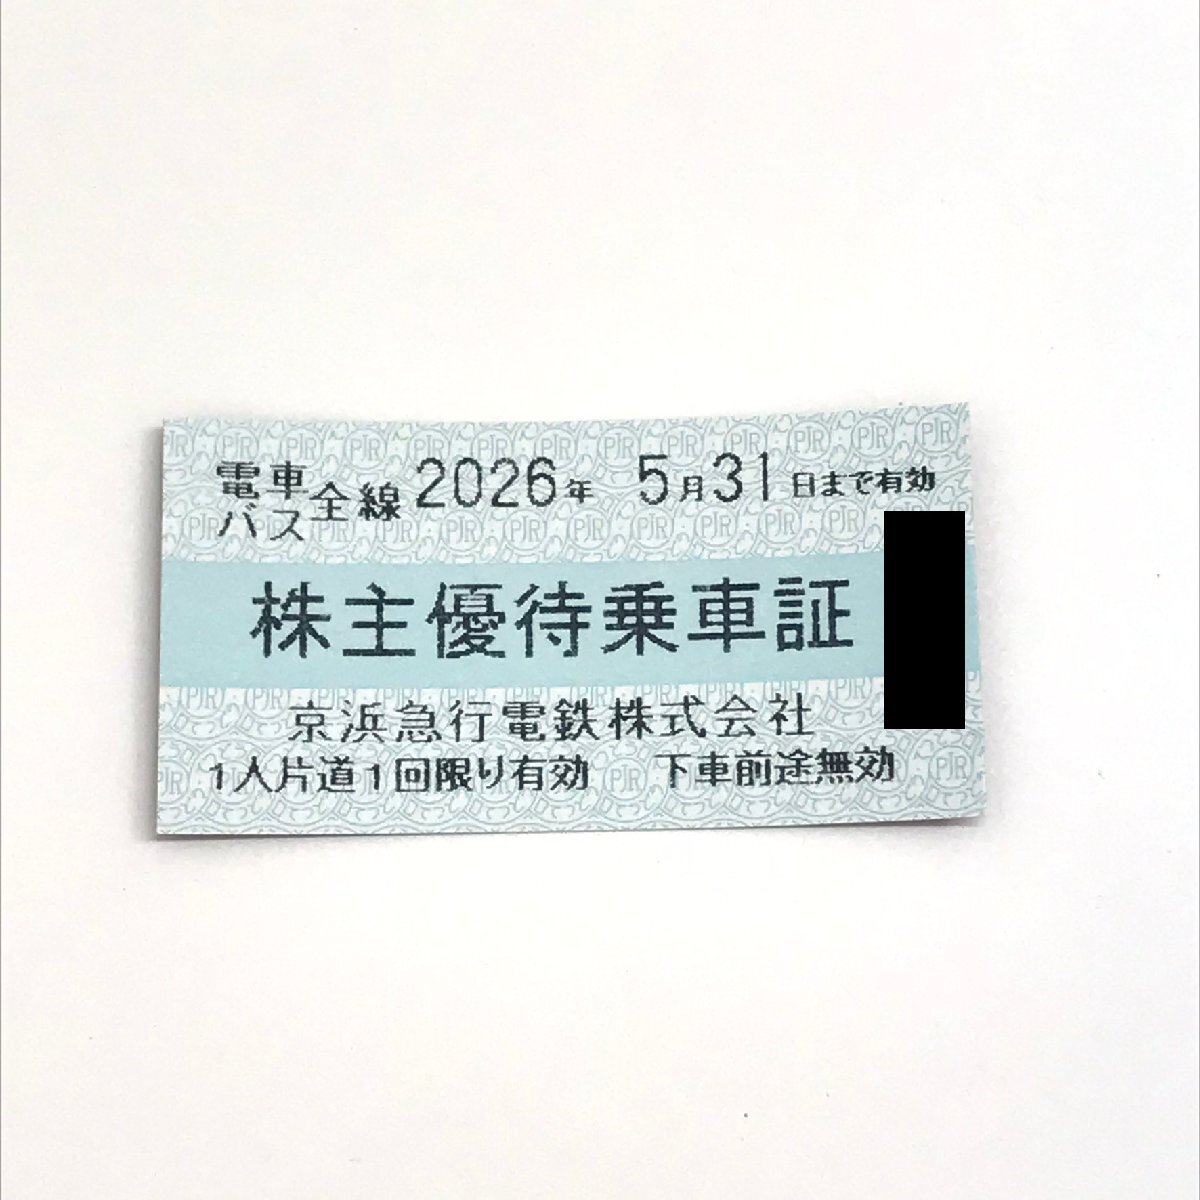 電車バス全線 2026年 5月31日まで有効
株主優待乗車証
京浜急行電鉄株式会社
1人片道1回限り有効 下車前途無効